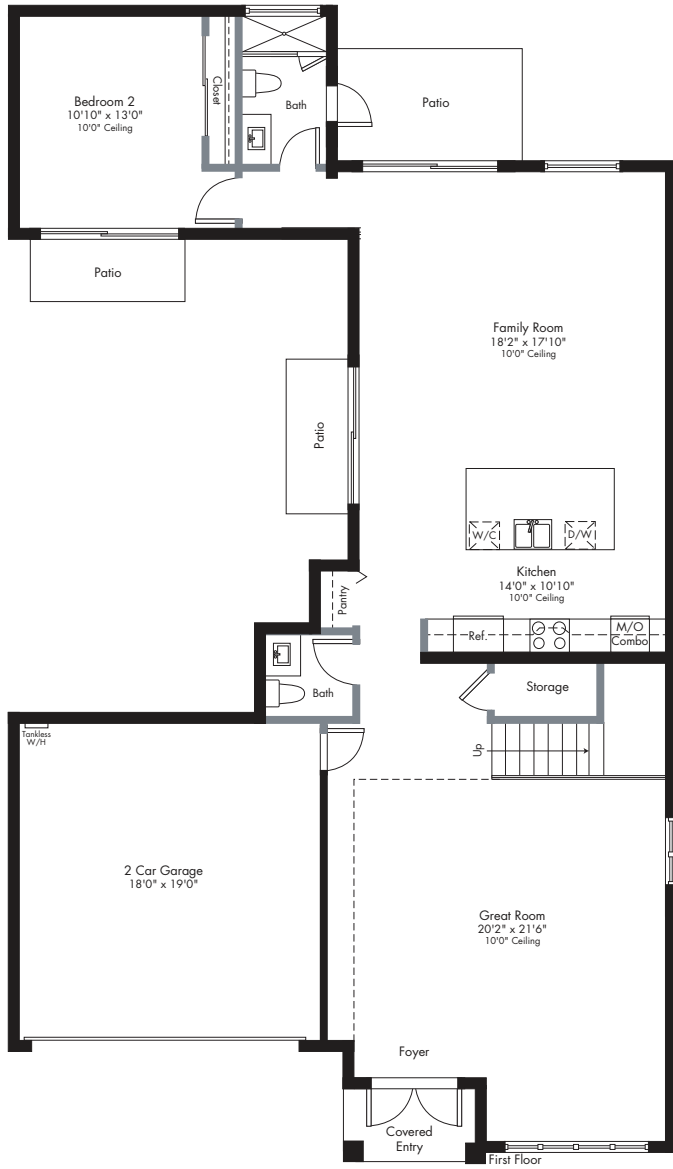 Bedroom 2
10'10" x 13'0"
10'0" Ceiling
Closet
Bath
Patio
Patio
Family Room
18'2" x 17'10"
10'0" Ceiling
Patio
W/C
D/W
Kitchen
14'0" x 10'10"
10'0" Ceiling
Pantry
Ref.
M/O
Combo
Bath
Storage
Tankless
W/H
Up
2 Car Garage
18'0" x 19'0"
Great Room
20'2" x 21'6"
10'0" Ceiling
Foyer
Covered
Entry
First Floor